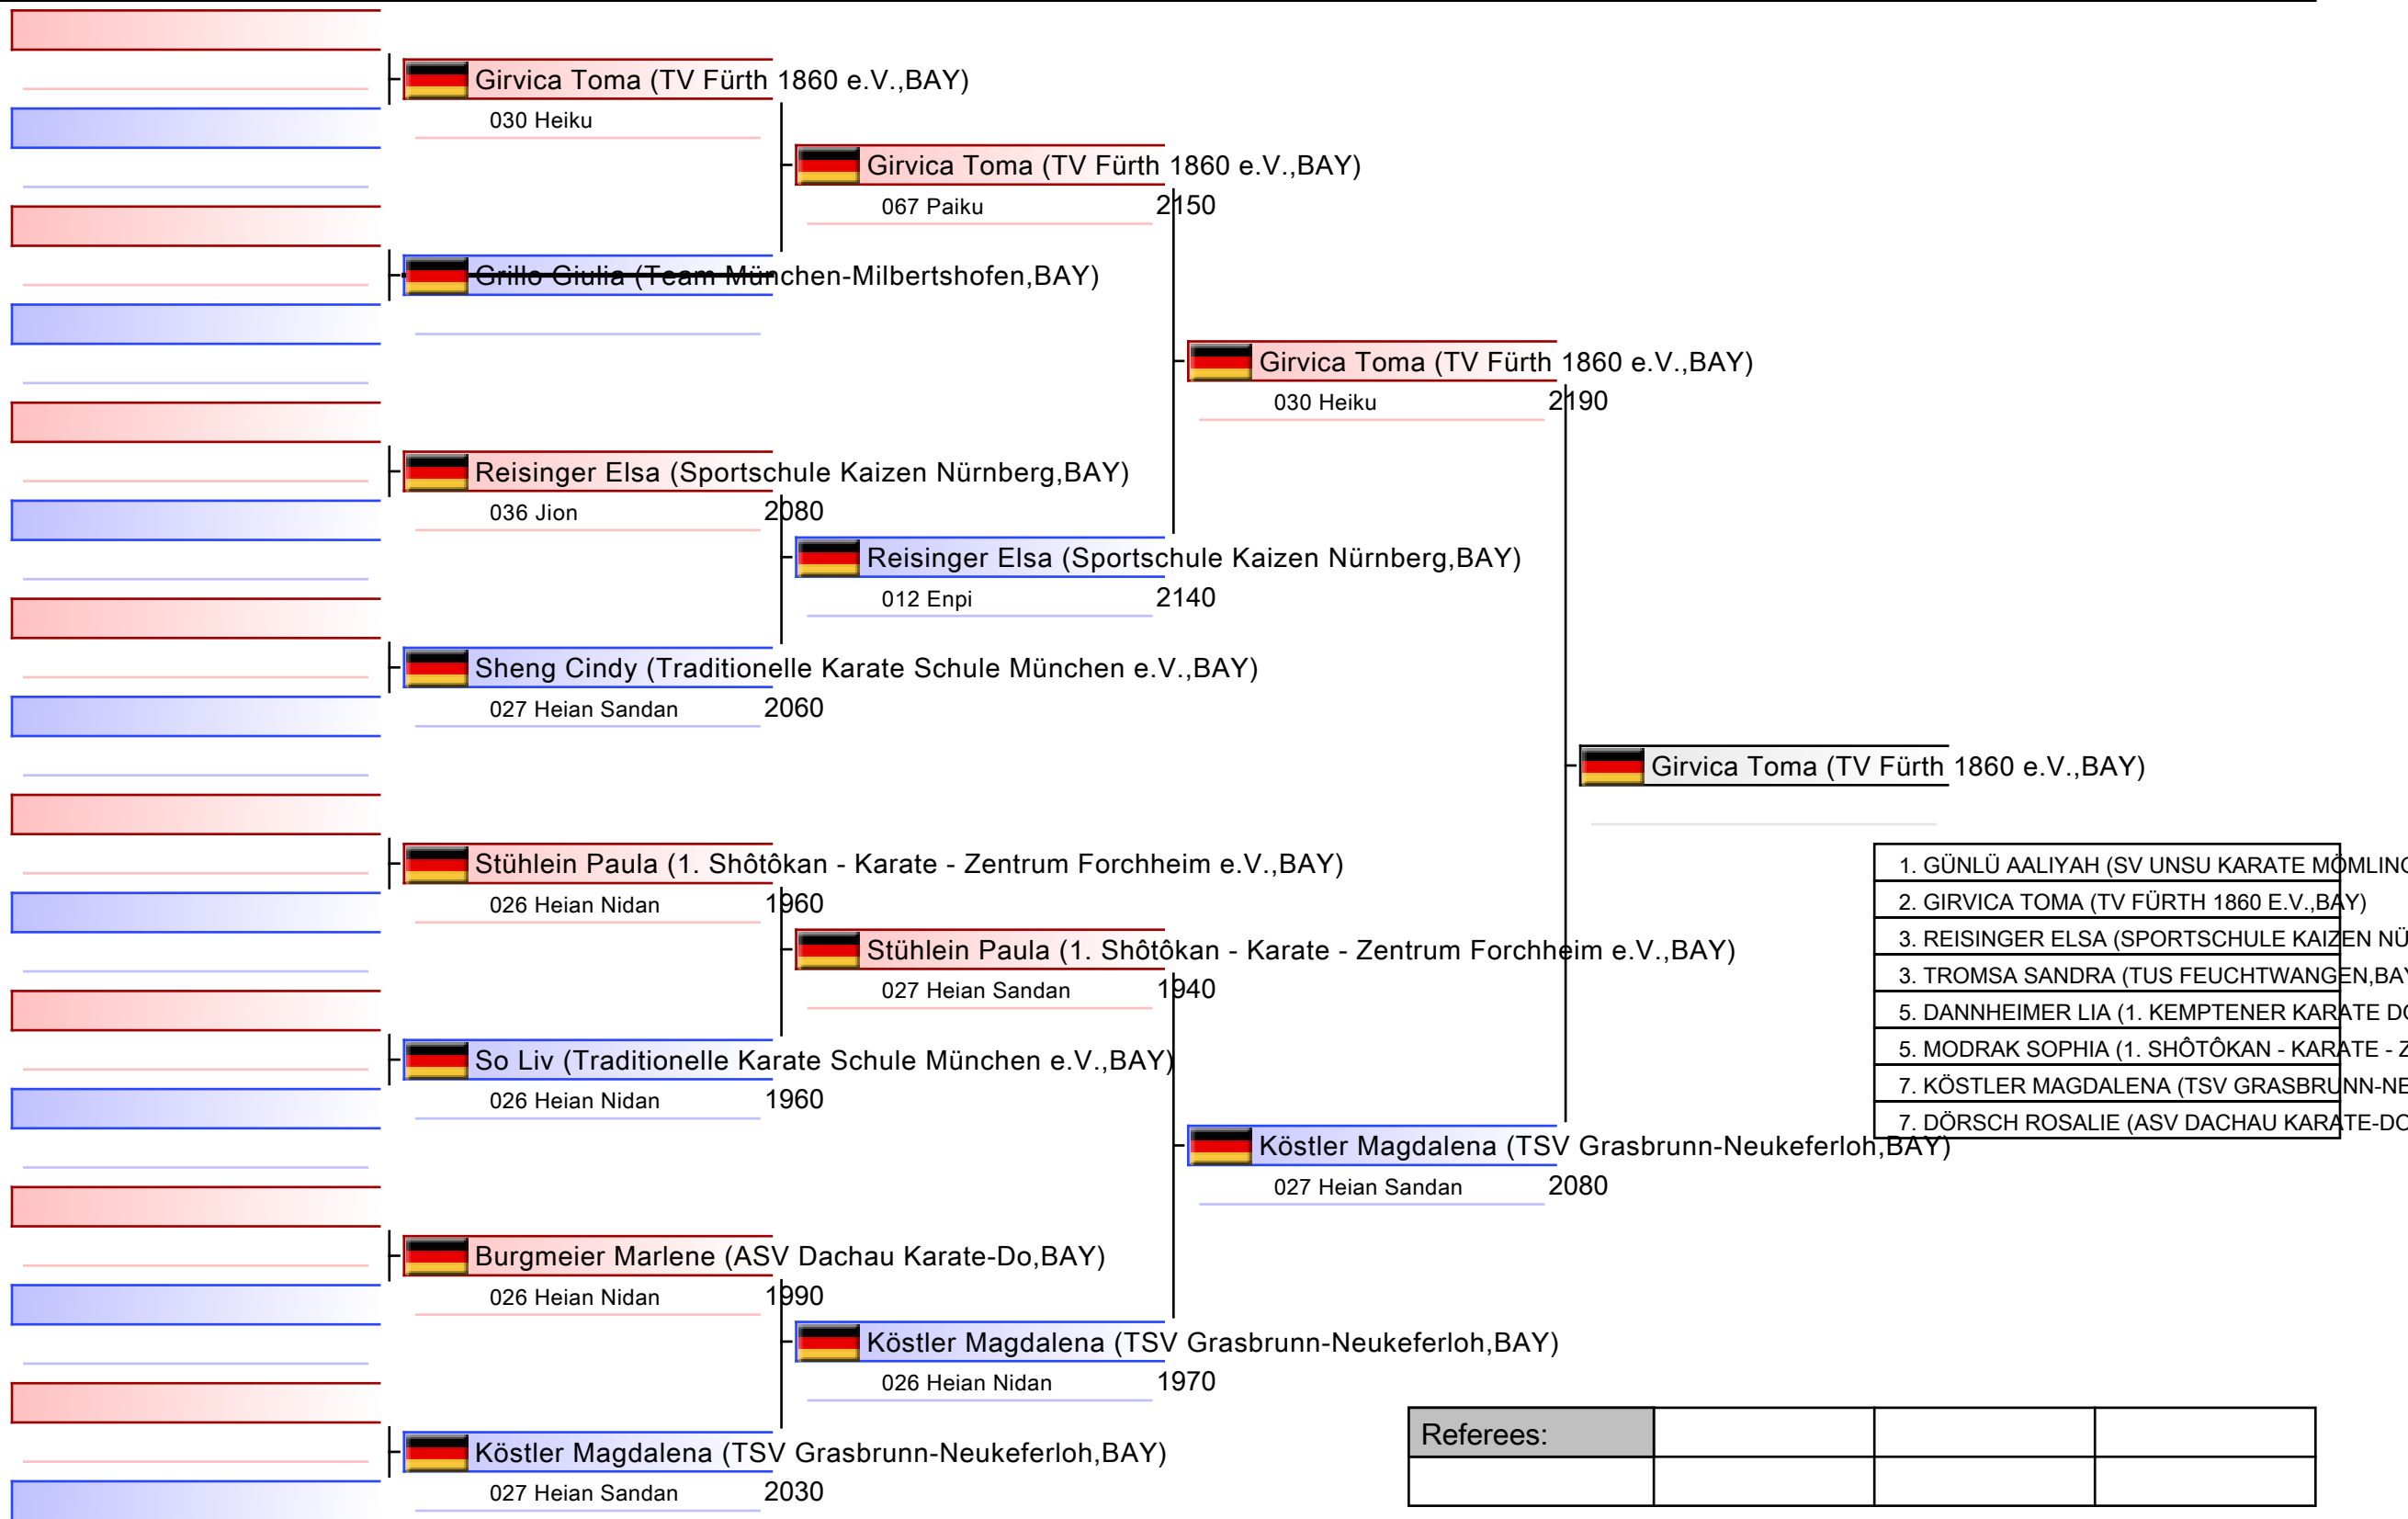 Girvica Toma (TV Fürth 1860 e.V.,BAY)
030 Heiku
Girvica Toma (TV Fürth 1860 e.V.,BAY)
067 Paiku 2150
Grillo Giulia (Team München-Milbertshofen,BAY)
Girvica Toma (TV Fürth 1860 e.V.,BAY)
030 Heiku 2190
Reisinger Elsa (Sportschule Kaizen Nürnberg,BAY)
036 Jion 2080
Reisinger Elsa (Sportschule Kaizen Nürnberg,BAY)
012 Enpi 2140
Sheng Cindy (Traditionelle Karate Schule München e.V.,BAY)
027 Heian Sandan 2060
Girvica Toma (TV Fürth 1860 e.V.,BAY)
Stühlein Paula (1. Shôtôkan - Karate - Zentrum Forchheim e.V.,BAY)
026 Heian Nidan 1960
Stühlein Paula (1. Shôtôkan - Karate - Zentrum Forchheim e.V.,BAY)
027 Heian Sandan 1940
So Liv (Traditionelle Karate Schule München e.V.,BAY)
026 Heian Nidan 1960
1. GÜNLÜ AALIYAH (SV UNSU KARATE MÖMLING
2. GIRVICA TOMA (TV FÜRTH 1860 E.V.,BAY)
3. REISINGER ELSA (SPORTSCHULE KAIZEN NÜ
3. TROMSA SANDRA (TUS FEUCHTWANGEN,BAY
5. DANNHEIMER LIA (1. KEMPTENER KARATE DO
5. MODRAK SOPHIA (1. SHÔTÔKAN - KARATE - Z
7. KÖSTLER MAGDALENA (TSV GRASBRUNN-NE
7. DÖRSCH ROSALIE (ASV DACHAU KARATE-DO
Köstler Magdalena (TSV Grasbrunn-Neukeferloh,BAY)
027 Heian Sandan 2080
Burgmeier Marlene (ASV Dachau Karate-Do,BAY)
026 Heian Nidan 1990
Köstler Magdalena (TSV Grasbrunn-Neukeferloh,BAY)
026 Heian Nidan 1970
Köstler Magdalena (TSV Grasbrunn-Neukeferloh,BAY)
027 Heian Sandan 2030
Referees: